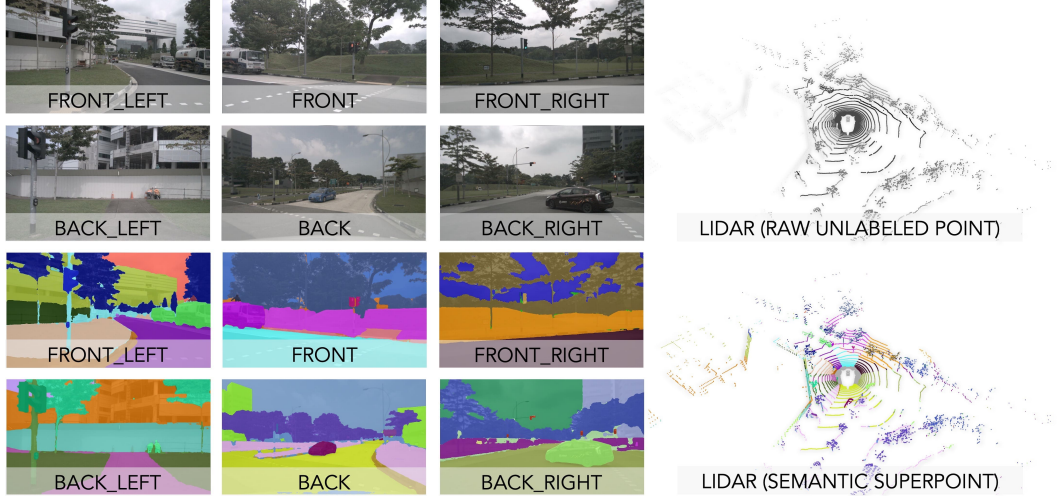 FRONT_LEFT
FRONT
FRONT_RIGHT
BACK_LEFT
BACK
BACK_RIGHT
LIDAR (RAW UNLABELED POINT)
FRONT_LEFT
FRONT
FRONT_RIGHT
BACK_LEFT
BACK
BACK_RIGHT
LIDAR (SEMANTIC SUPERPOINT)